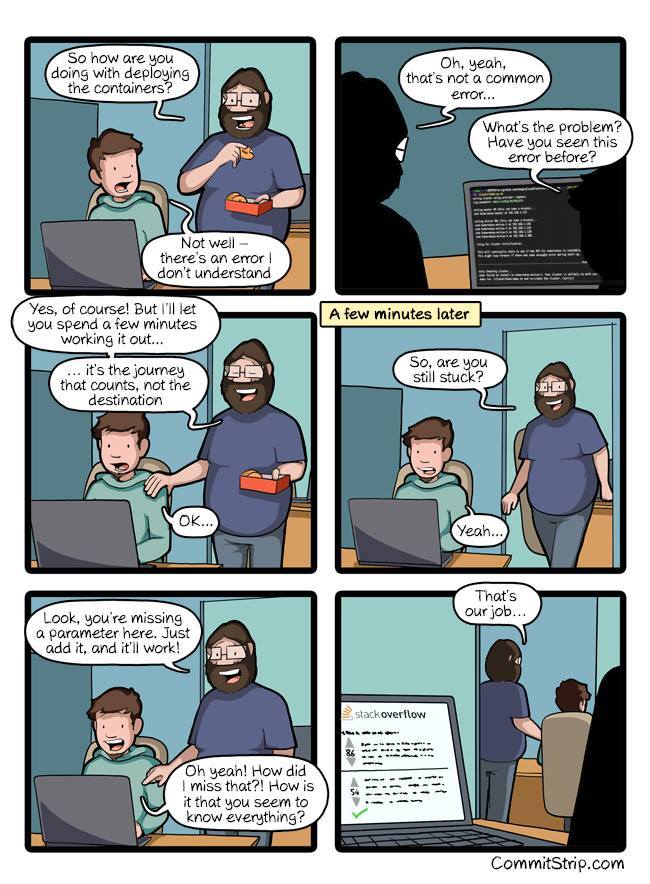 So how are you
doing with deploying
the containers?
Not well –
there's an error I
don't understand
Oh, yeah,
that's not a common
error...
What's the problem?
Have you seen this
error before?
Yes, of course! But I'll let
you spend a few minutes
working it out...
... it's the journey
that counts, not the
destination
OK...
A few minutes later
So, are you
still stuck?
Yeah...
Look, you're missing
a parameter here. Just
add it, and it'll work!
Oh yeah! How did
I miss that?! How is
it that you seem to
know everything?
That's
our job...
stackoverflow
86
54
CommitStrip.com